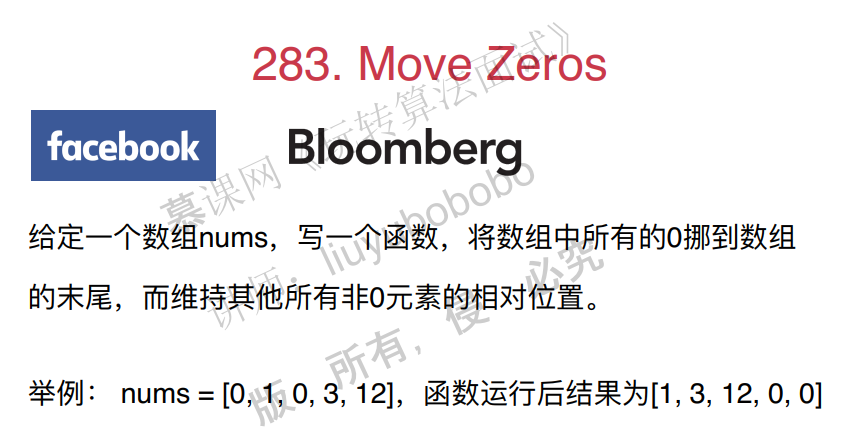 283. Move Zeros
facebook
Bloomberg
给定一个数组nums，写一个函数，将数组中所有的0挪到数组
的末尾，而维持其他所有非0元素的相对位置。
举例： nums = [0, 1, 0, 3, 12]，函数运行后结果为[1, 3, 12, 0, 0]
慕课网《玩转算法面试》
讲师：liuyubobobo
版 所有，侵 必究